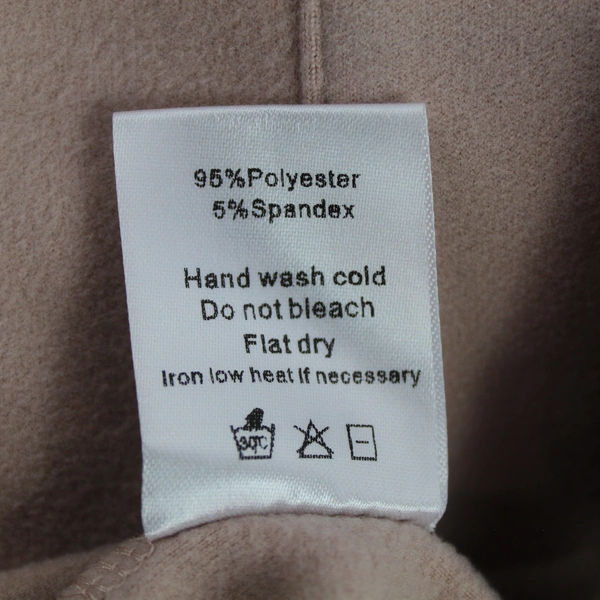 95%Polyester
5%Spandex
Hand wash cold
Do not bleach
Flat dry
Iron low heat if necessary
30°C